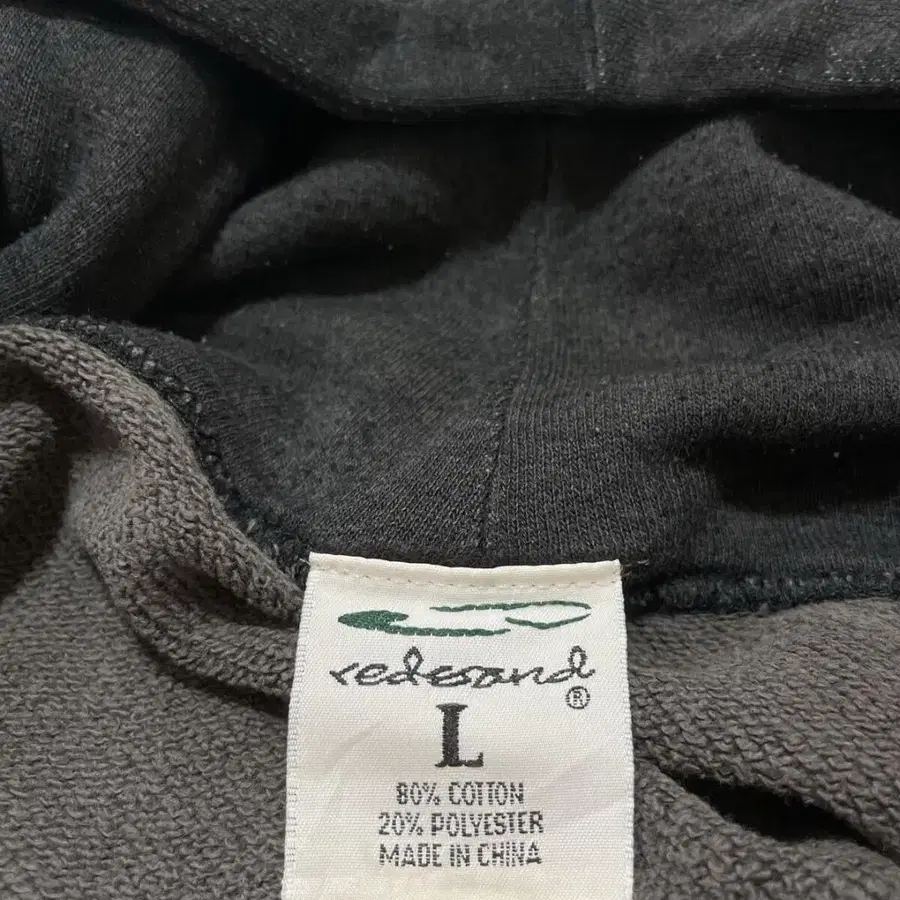 redesand
®
L
80% COTTON
20% POLYESTER
MADE IN CHINA